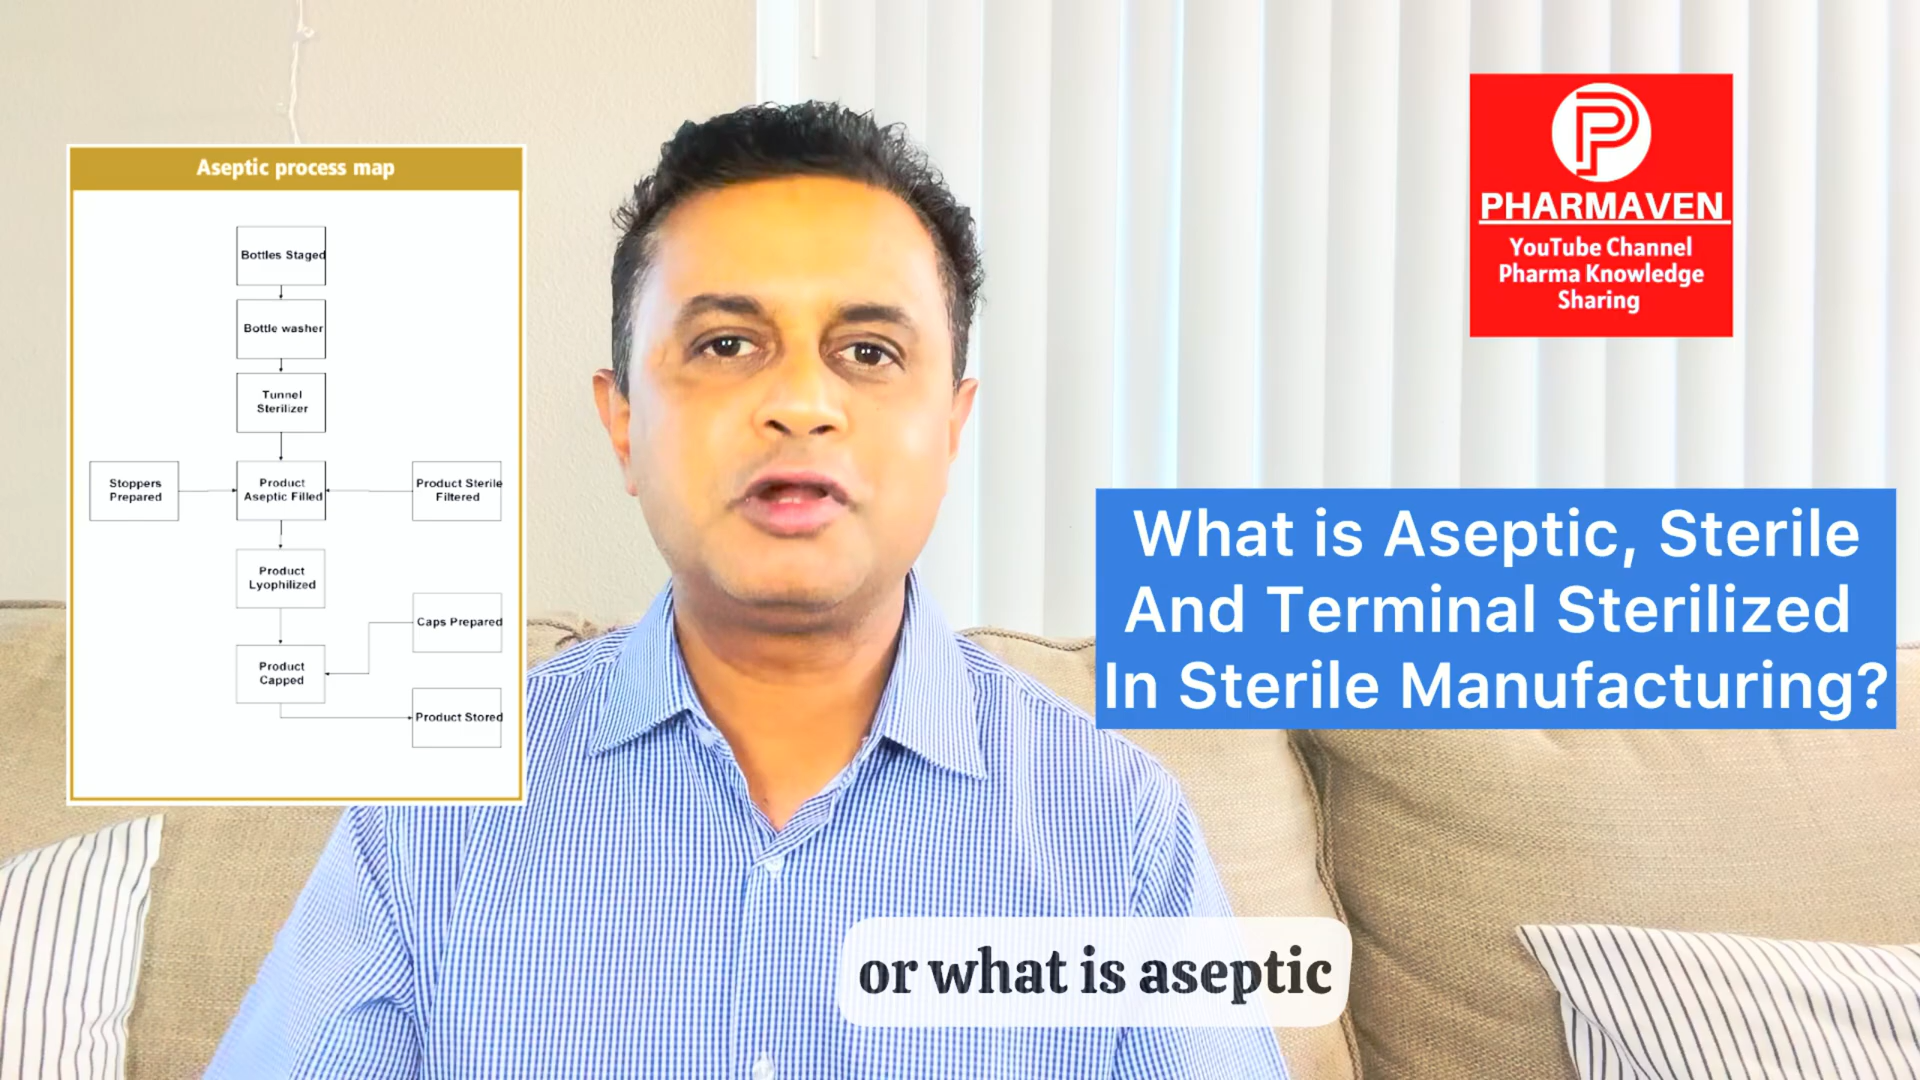 Aseptic process map
Bottles Staged
Bottle washer
Tunnel
Sterilizer
Stoppers
Prepared
Product
Aseptic Filled
Product Sterile
Filtered
Product
Lyophilized
Caps Prepared
Product
Capped
Product Stored
P
PHARMAVEN
YouTube Channel
Pharma Knowledge
Sharing
What is Aseptic, Sterile
And Terminal Sterilized
In Sterile Manufacturing?
or what is aseptic